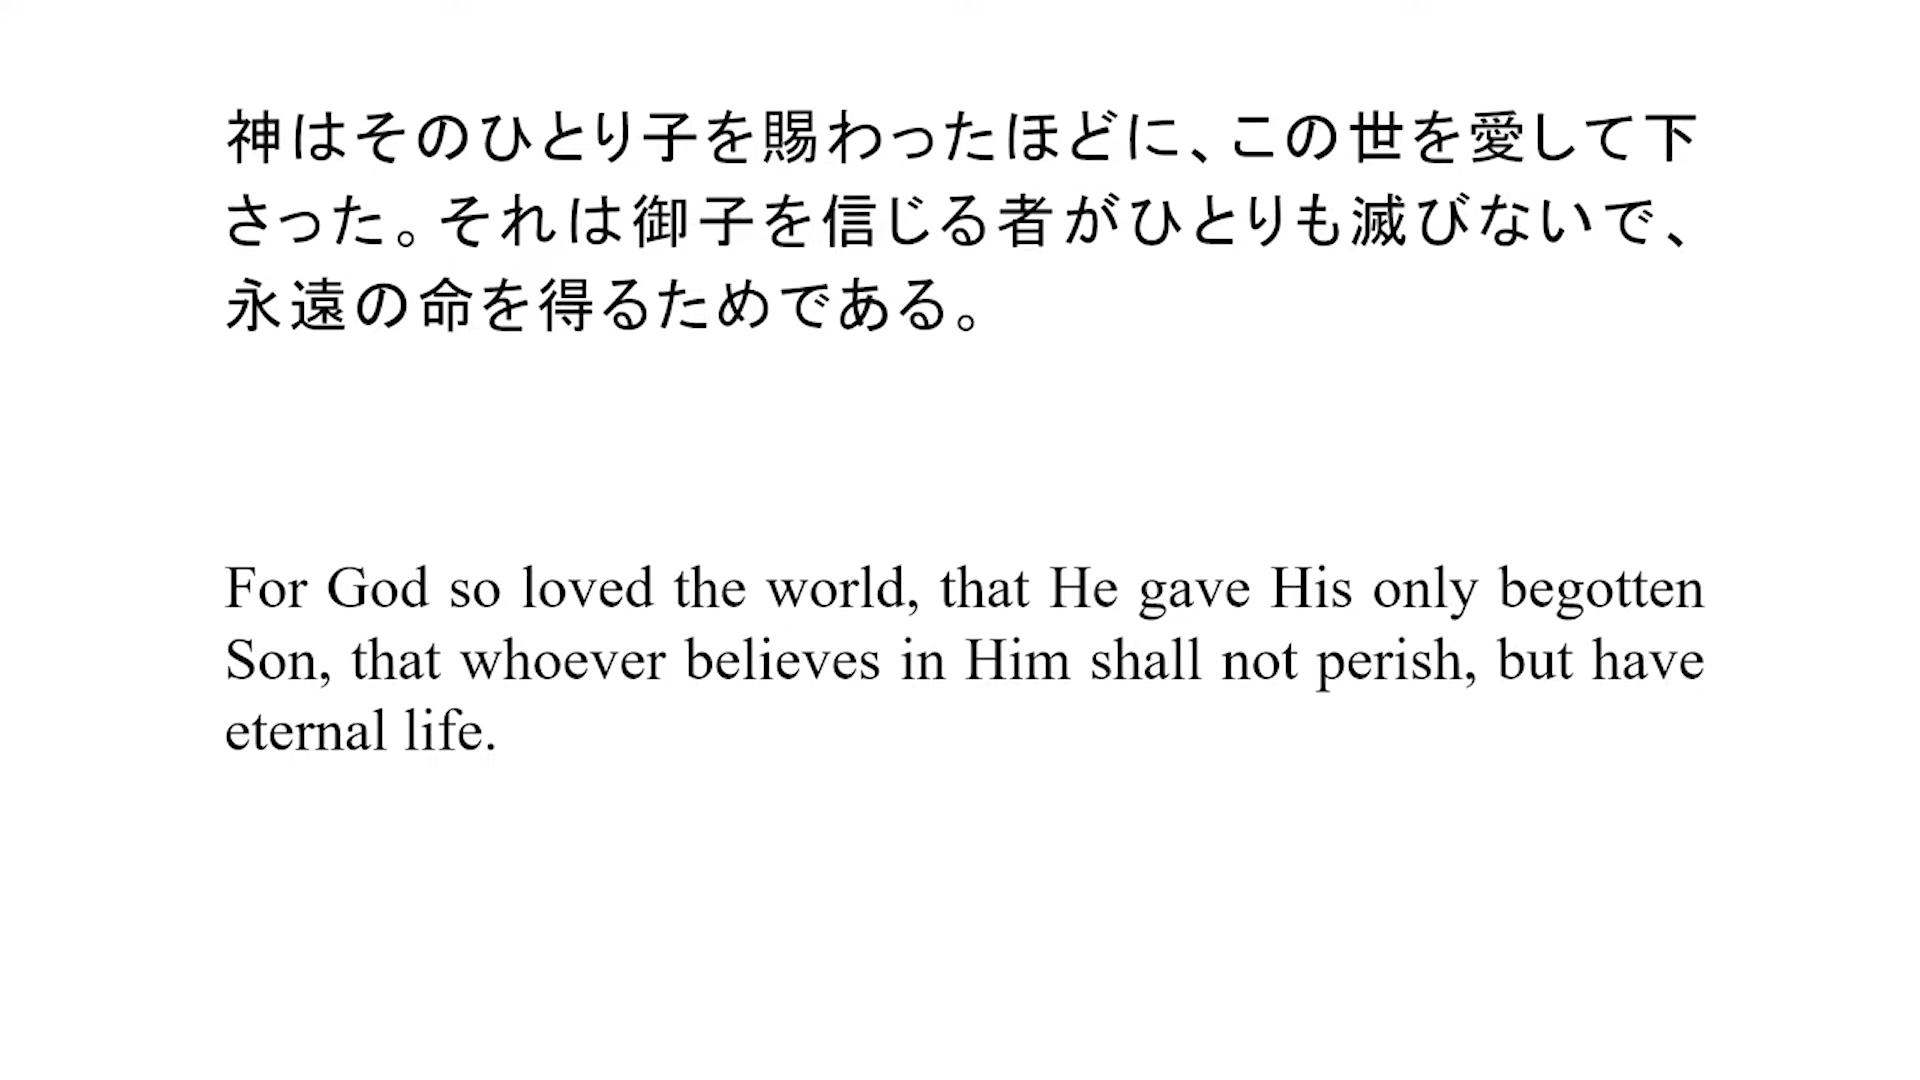 神はそのひとり子を賜わったほどに、この世を愛して下
さった。それは御子を信じる者がひとりも滅びないで、
永遠の命を得るためである。
For God so loved the world, that He gave His only begotten
Son, that whoever believes in Him shall not perish, but have
eternal life.